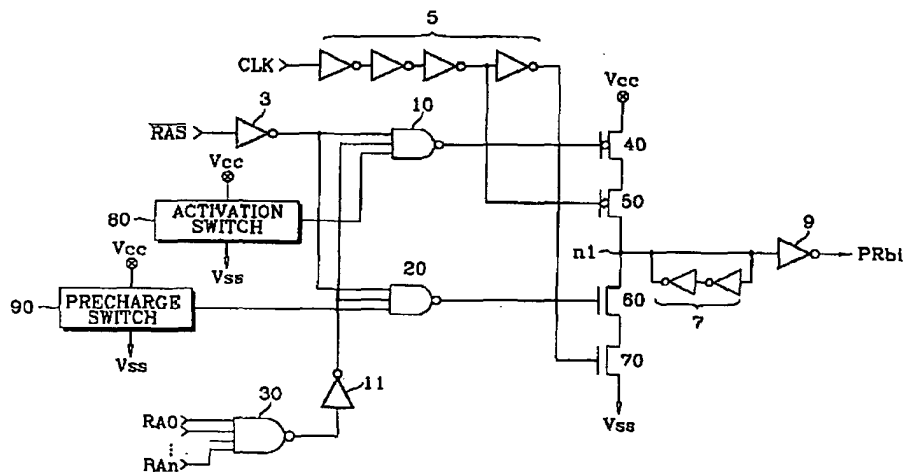 5
CLK
Vcc
3
10
RAS
40
Vcc
50
80
ACTIVATION
SWITCH
9
n1
PRbi
Vcc
Vss
20
7
60
90
PRECHARGE
SWITCH
70
Vss
11
30
RA0
Vss
RAn